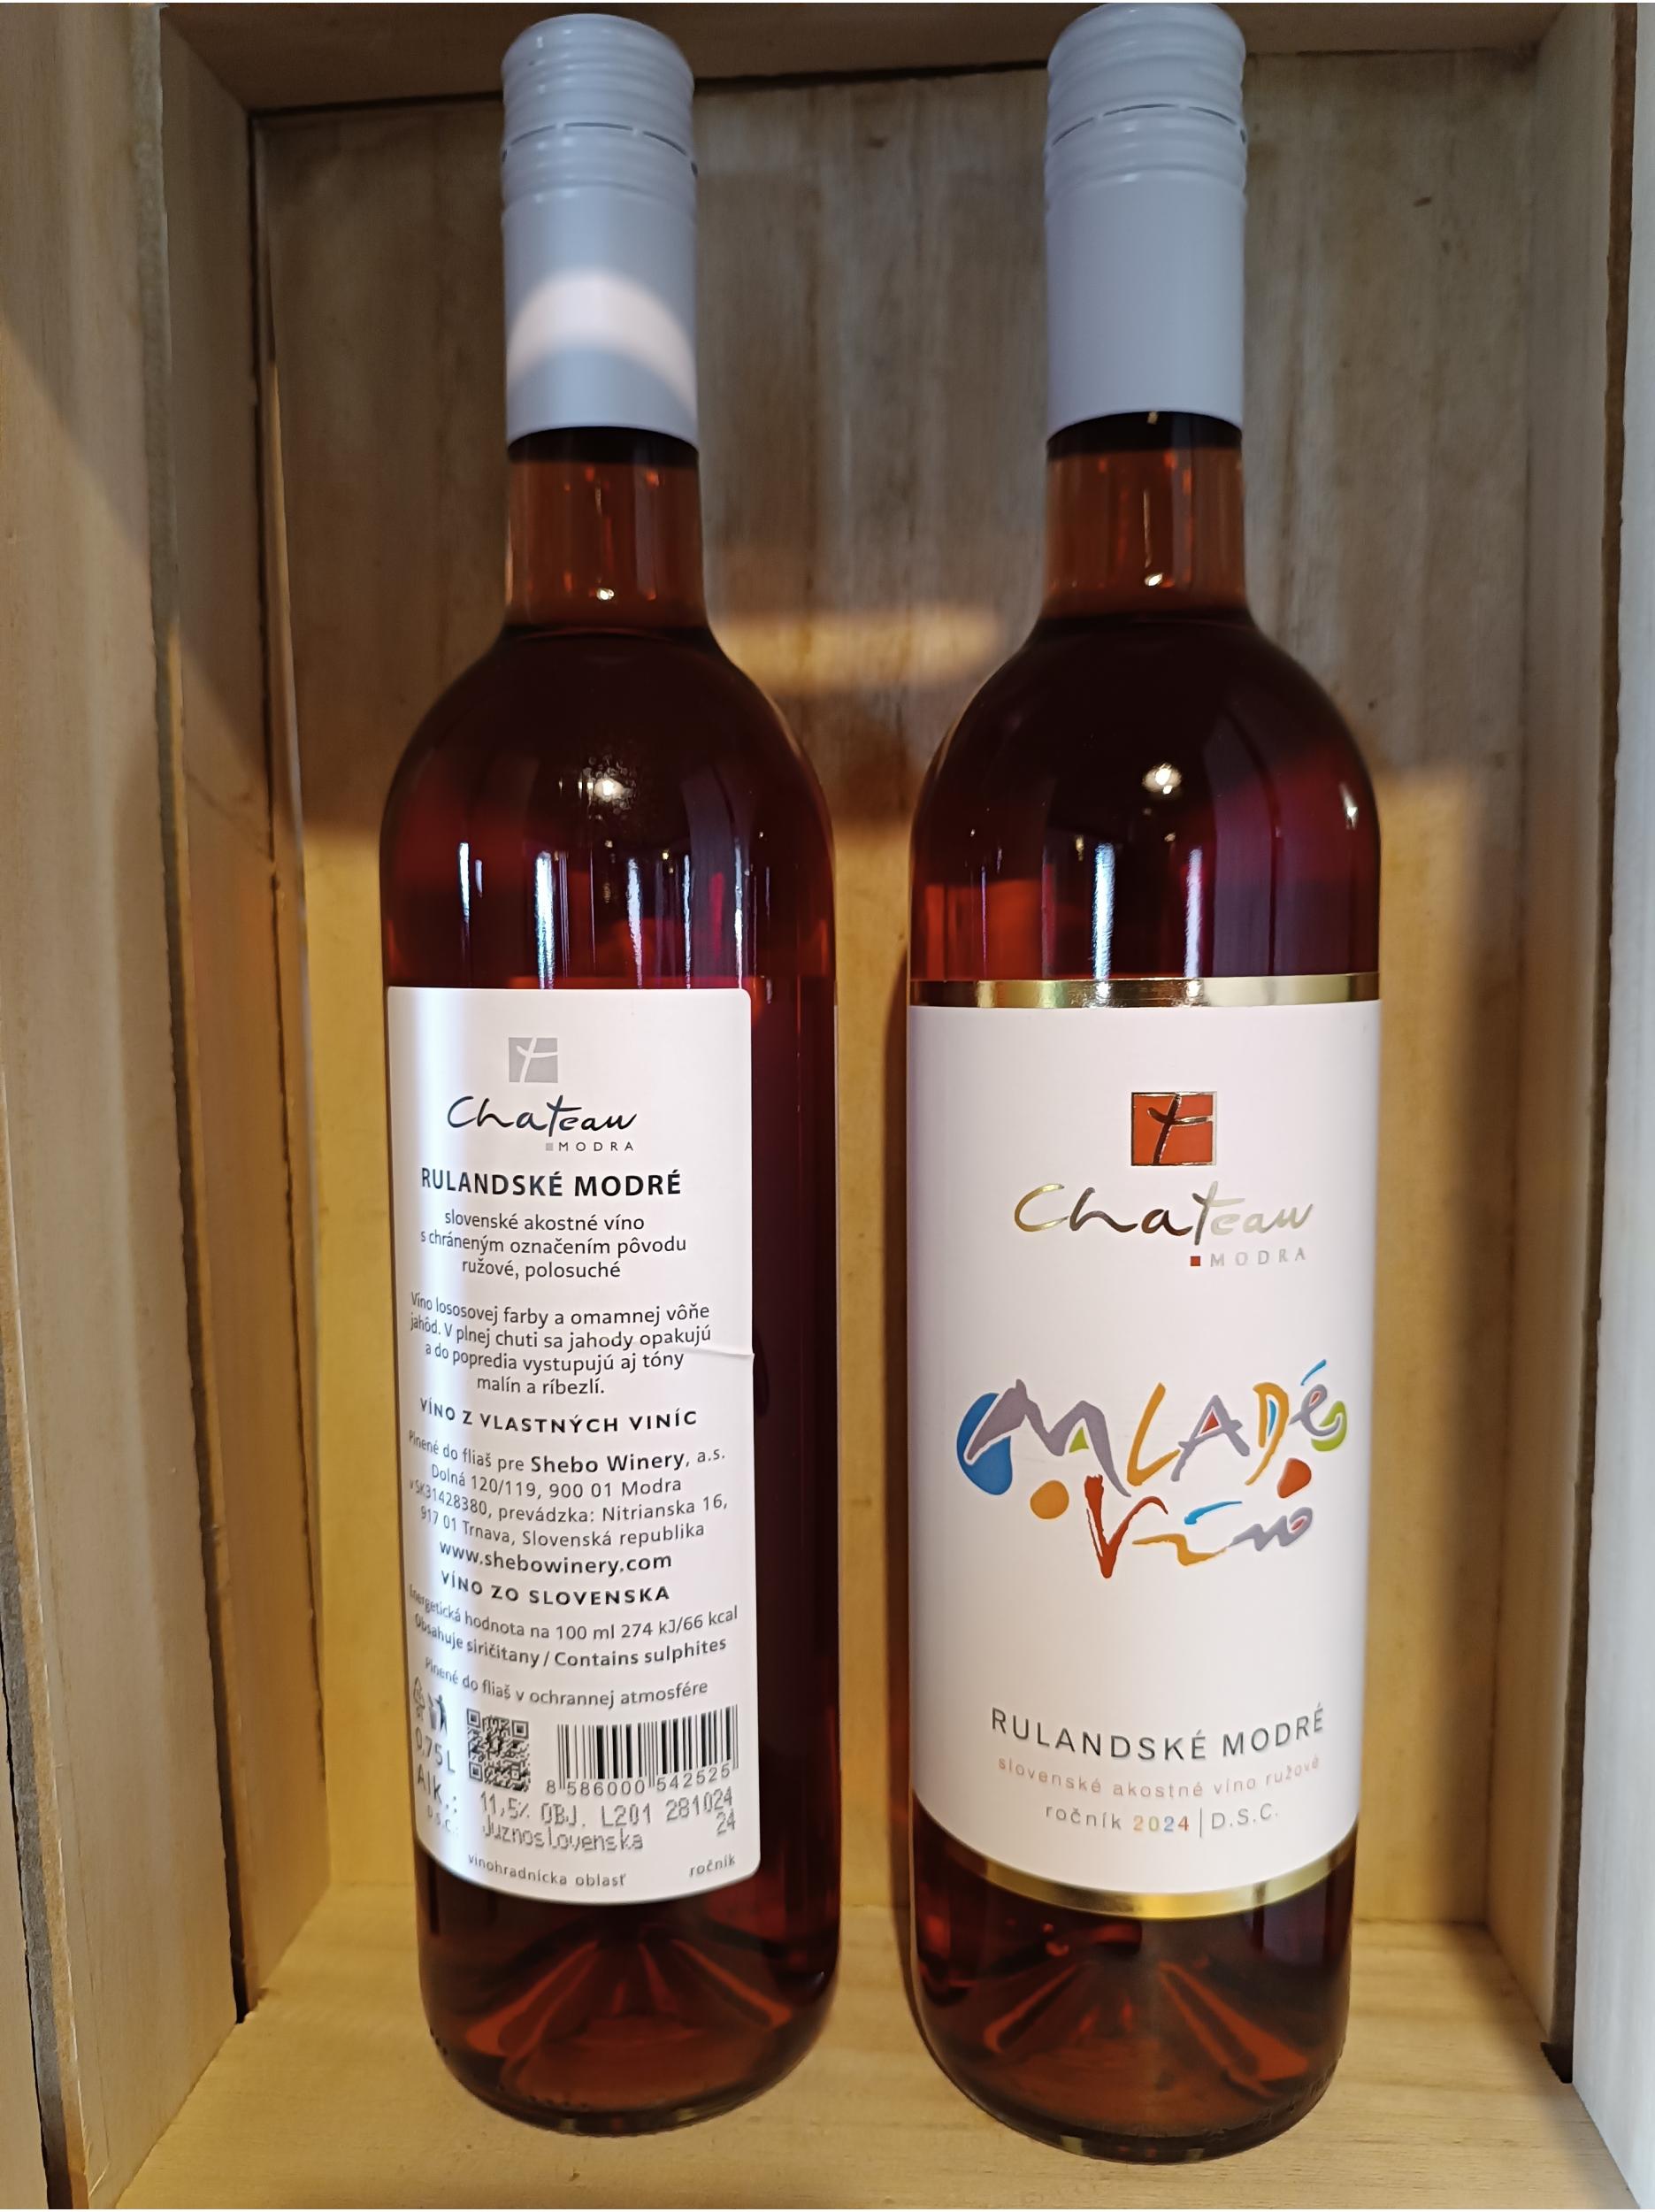 Chateau
MODRA
RULANDSKÉ MODRÉ
slovenské akostné víno
s chráneným označením pôvodu
ružové, polosuché
Víno lososovej farby a omamnej vôňe
jahôd. V plnej chuti sa jahody opakujú
a do popredia vystupujú aj tóny
malín a ríbezlí.
VÍNO Z VLASTNÝCH VINÍC
Plnené do fliaš pre Shebo Winery, a.s.
Dolná 120/119, 900 01 Modra
SK31428380, prevádzka: Nitrianska 16,
917 01 Trnava, Slovenská republika
www.shebowinery.com
VÍNO ZO SLOVENSKA
Energetická hodnota na 100 ml 274 kJ/66 kcal
Obsahuje siričitany / Contains sulphites
Plnené do fliaš v ochrannej atmosfére
0,75L
8 586000 542525
Alk.: 11,5% OBJ. L201 281024
D.S.C. Juznoslovenska 24
vinohradnícka oblasť ročník
Chateau
MODRA
MLADé
Víno
RULANDSKÉ MODRÉ
slovenské akostné víno ružové
ročník 2024 | D.S.C.